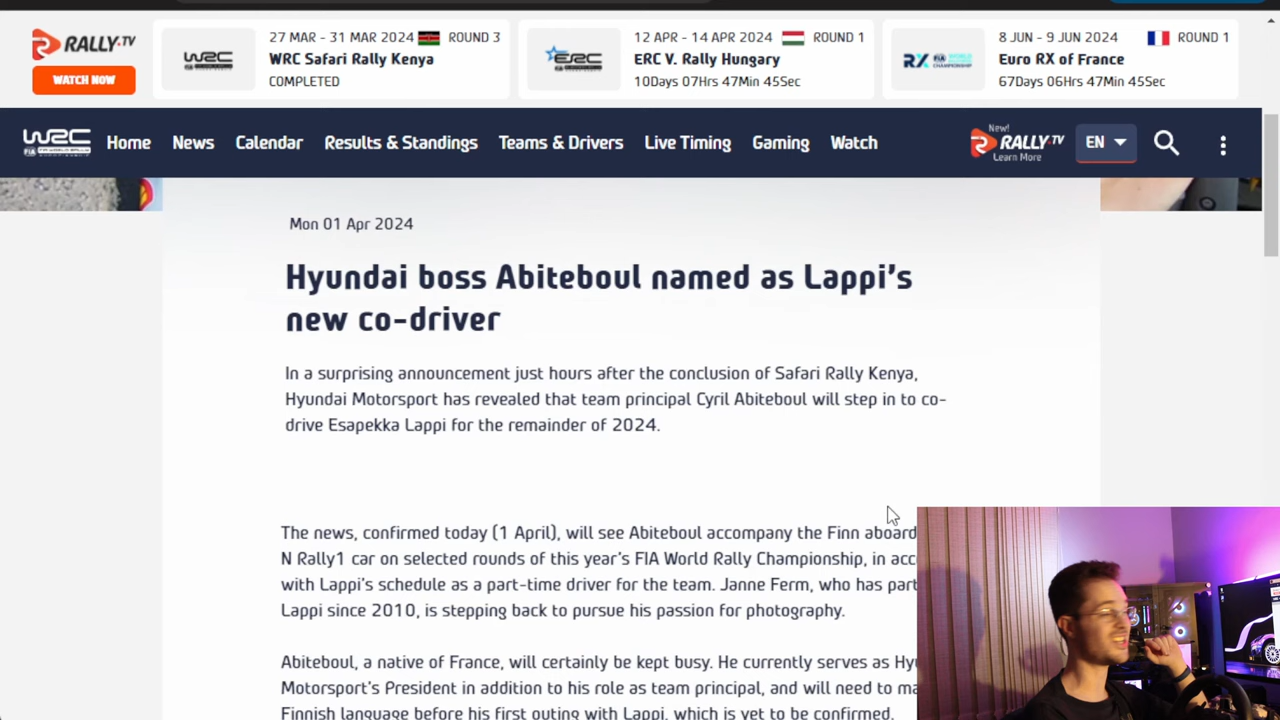 RALLY.TV
WATCH NOW
WRC
27 MAR - 31 MAR 2024 ROUND 3
WRC Safari Rally Kenya
COMPLETED
ERC
12 APR - 14 APR 2024 ROUND 1
ERC V. Rally Hungary
10Days 07Hrs 47Min 45Sec
RX
8 JUN - 9 JUN 2024 ROUND 1
Euro RX of France
67Days 06Hrs 47Min 45Sec
WRC Home News Calendar Results & Standings Teams & Drivers Live Timing Gaming Watch
New!
RALLY.TV
Learn More
EN
Mon 01 Apr 2024
Hyundai boss Abiteboul named as Lappi's
new co-driver
In a surprising announcement just hours after the conclusion of Safari Rally Kenya,
Hyundai Motorsport has revealed that team principal Cyril Abiteboul will step in to co-
drive Esapekka Lappi for the remainder of 2024.
The news, confirmed today (1 April), will see Abiteboul accompany the Finn aboard
N Rally1 car on selected rounds of this year's FIA World Rally Championship, in
with Lappi's schedule as a part-time driver for the team. Janne Ferm, who has
Lappi since 2010, is stepping back to pursue his passion for photography.
Abiteboul, a native of France, will certainly be kept busy. He currently serves as
Motorsport's President in addition to his role as team principal, and will need to
Finnish language before his first outing with Lappi, which is yet to be confirmed.